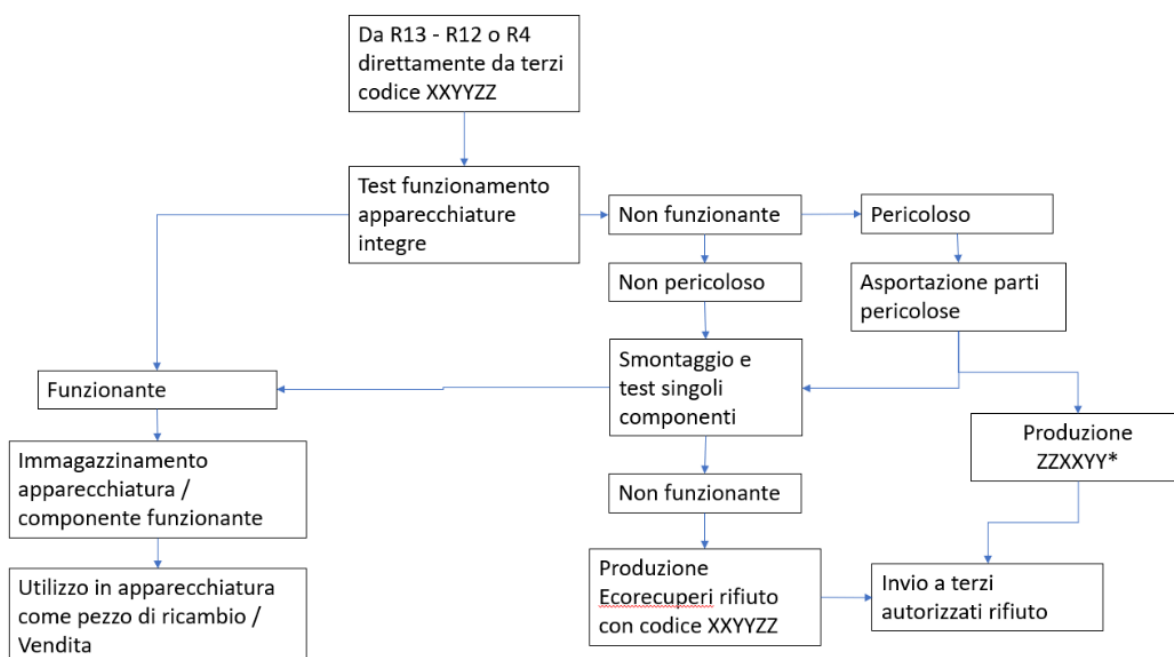 Da R13 - R12 o R4
direttamente da terzi
codice XXYYZZ
Test funzionamento
apparecchiature
integre
Non funzionante
Pericoloso
Non pericoloso
Asportazione parti
pericolose
Smontaggio e
test singoli
componenti
Funzionante
Produzione
ZZXXYY*
Immagazzinamento
apparecchiatura /
componente funzionante
Non funzionante
Produzione
Ecorecuperi rifiuto
con codice XXYYZZ
Invio a terzi
autorizzati rifiuto
Utilizzo in apparecchiatura
come pezzo di ricambio /
Vendita